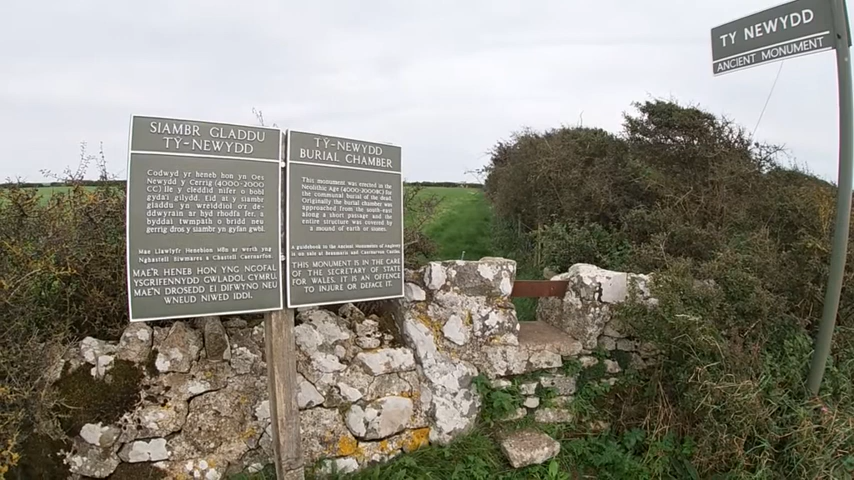 SIAMBR GLADDU
TŶ-NEWYDD
Codwyd yr heneb hon yn Oes
Newydd y Cerrig (4000-2000
CC) lle y cleddid nifer o bobl
gyda'i gilydd. Eid at y siambr
gladdu yn wreiddiol o'r de-
ddwyrain ar hyd rhodfa fer, a
byddai twmpath o bridd neu
gerrig dros y siambr yn gyfan gwbl.
Mae Llawlyfr Henebion Môn ar werth yng
Nghastell Biwmares a Chastell Caernarfon.
MAE'R HENEB HON YNG NGOFAL
YSGRIFENNYDD GWLADOL CYMRU.
MAE'N DROSEDD EI DIFWYNO NEU
WNEUD NIWED IDDI.
TŶ-NEWYDD
BURIAL CHAMBER
This monument was erected in the
Neolithic Age (4000-2000BC) for
the communal burial of the dead.
Originally the burial chamber was
approached from the south-east
along a short passage and the
entire structure was covered by
a mound of earth or stones.
A guidebook to the Ancient Monuments of Anglesey
is on sale at Beaumaris and Caernarvon Castles.
THIS MONUMENT IS IN THE CARE
OF THE SECRETARY OF STATE
FOR WALES. IT IS AN OFFENCE
TO INJURE OR DEFACE IT.
TY NEWYDD
ANCIENT MONUMENT